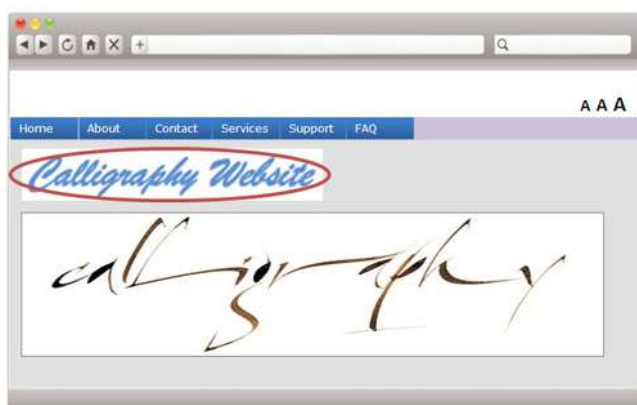 A A A
Home About Contact Services Support FAQ
Calligraphy Website
calligraphy